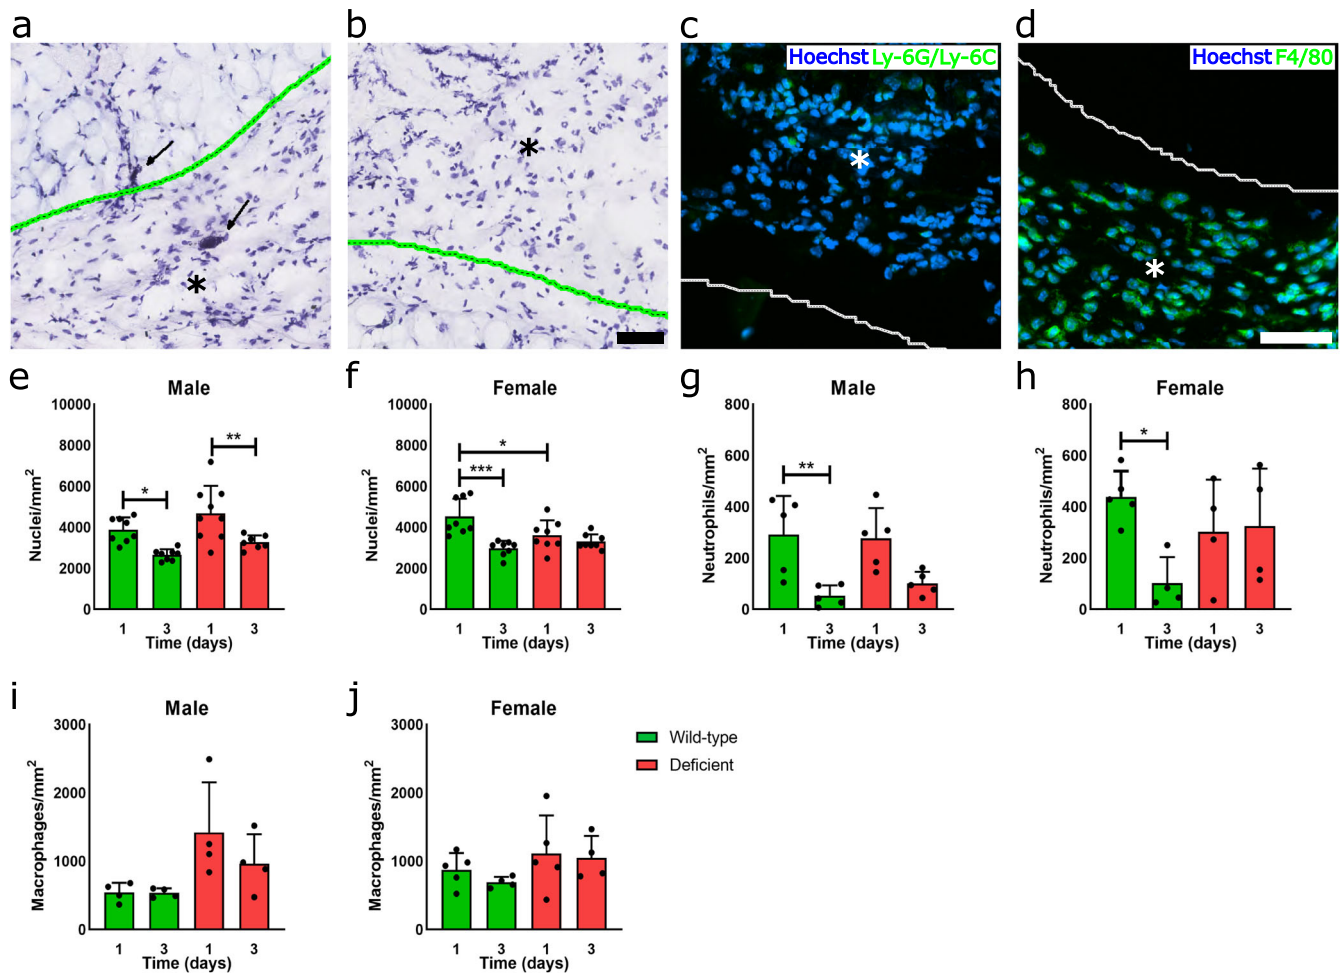 a b c d
Hoechst Ly-6G/Ly-6C
Hoechst F4/80
*
*
*
*
e Male
Nuclei/mm²
10000
8000
6000
4000
2000
0
*
**
1 3 1 3
Time (days)
f Female
Nuclei/mm²
10000
8000
6000
4000
2000
0
*
***
1 3 1 3
Time (days)
g Male
Neutrophils/mm²
800
600
400
200
0
**
1 3 1 3
Time (days)
h Female
Neutrophils/mm²
800
600
400
200
0
*
1 3 1 3
Time (days)
i Male
Macrophages/mm²
3000
2000
1000
0
1 3 1 3
Time (days)
j Female
Macrophages/mm²
3000
2000
1000
0
1 3 1 3
Time (days)
Wild-type
Deficient